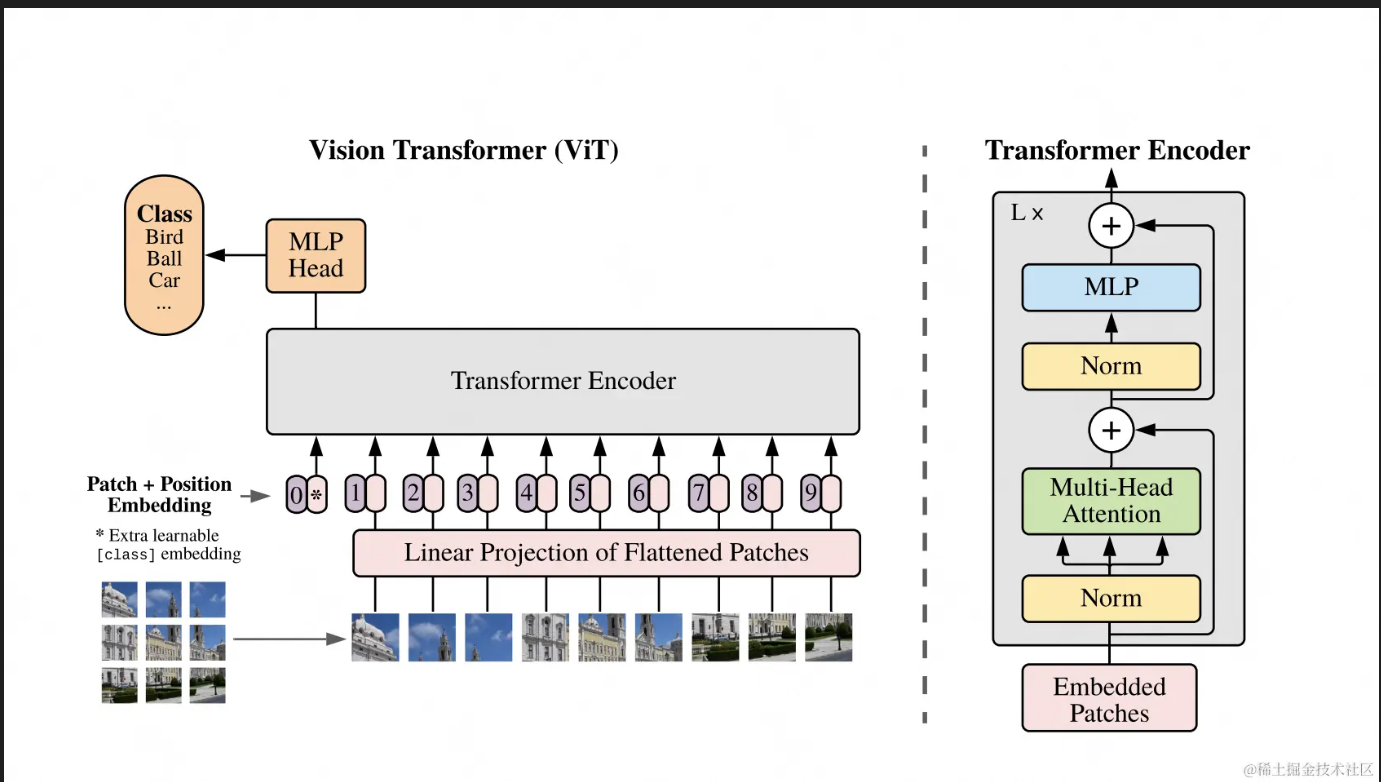 Vision Transformer (ViT)
Class
Bird
Ball
Car
...
MLP
Head
Transformer Encoder
Patch + Position
Embedding
0 * 1 2 3 4 5 6 7 8 9
* Extra learnable
[class] embedding
Linear Projection of Flattened Patches
Transformer Encoder
L x
+
MLP
Norm
+
Multi-Head
Attention
Norm
Embedded
Patches
@稀土掘金技术社区